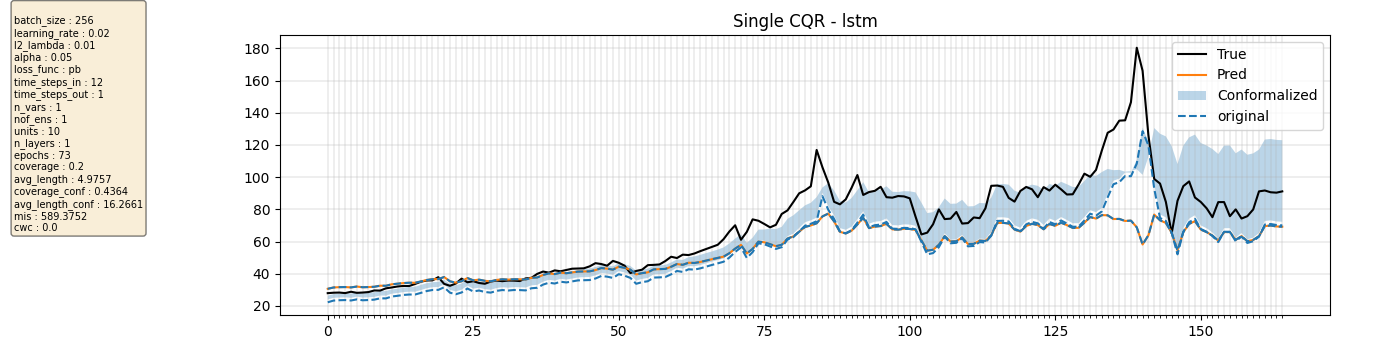 batch_size : 256
learning_rate : 0.02
l2_lambda : 0.01
alpha : 0.05
loss_func : pb
time_steps_in : 12
time_steps_out : 1
n_vars : 1
nof_ens : 1
units : 10
n_layers : 1
epochs : 73
coverage : 0.2
avg_length : 4.9757
coverage_conf : 0.4364
avg_length_conf : 16.2661
mis : 589.3752
cwc : 0.0
Single CQR - lstm
180
160
140
120
100
80
60
40
20
0 25 50 75 100 125 150
True
Pred
Conformalized
original